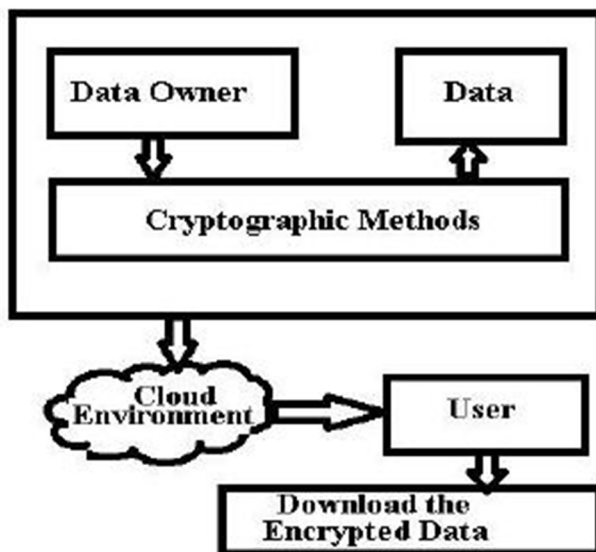 Data Owner
Data
Cryptographic Methods
Cloud
Environment
User
Download the
Encrypted Data